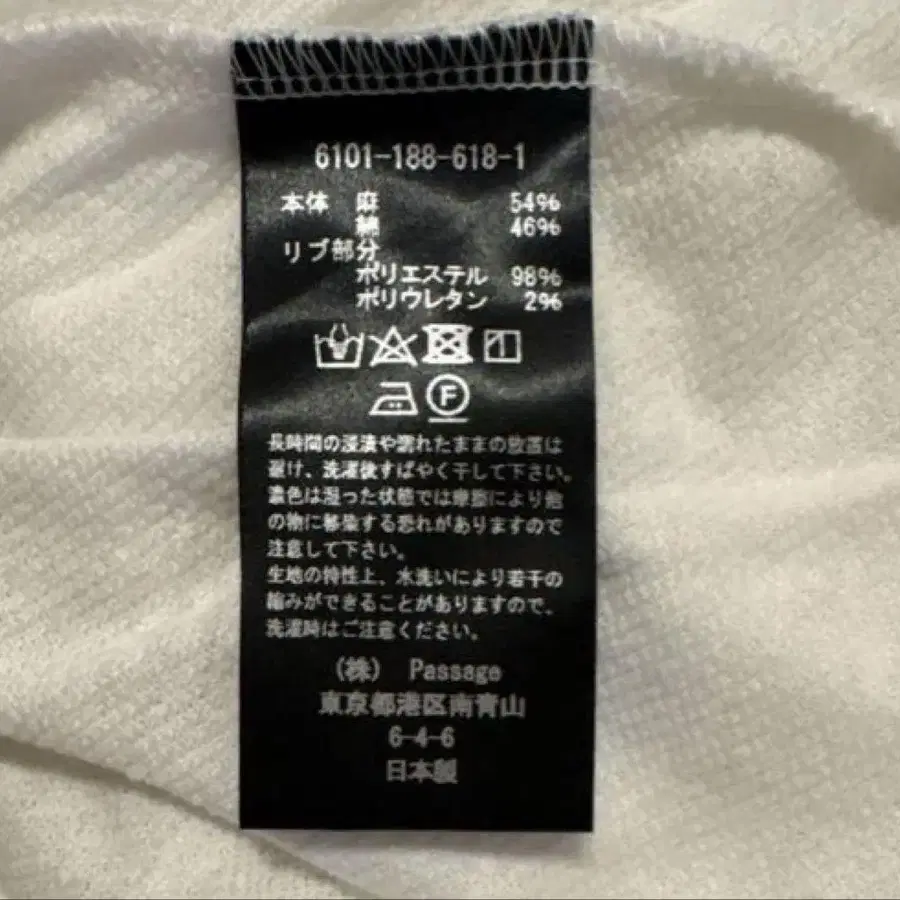 6101-188-618-1
本体 麻 54%
綿 46%
リブ部分
ポリエステル 98%
ポリウレタン 2%
F
長時間の浸漬や濡れたままの放置は
避け、洗濯後すばやく干して下さい。
濃色は湿った状態では摩擦により他
の物に移染する恐れがありますので
注意して下さい。
生地の特性上、水洗いにより若干の
縮みができることがありますので、
洗濯時はご注意ください。
(株) Passage
東京都港区南青山
6-4-6
日本製